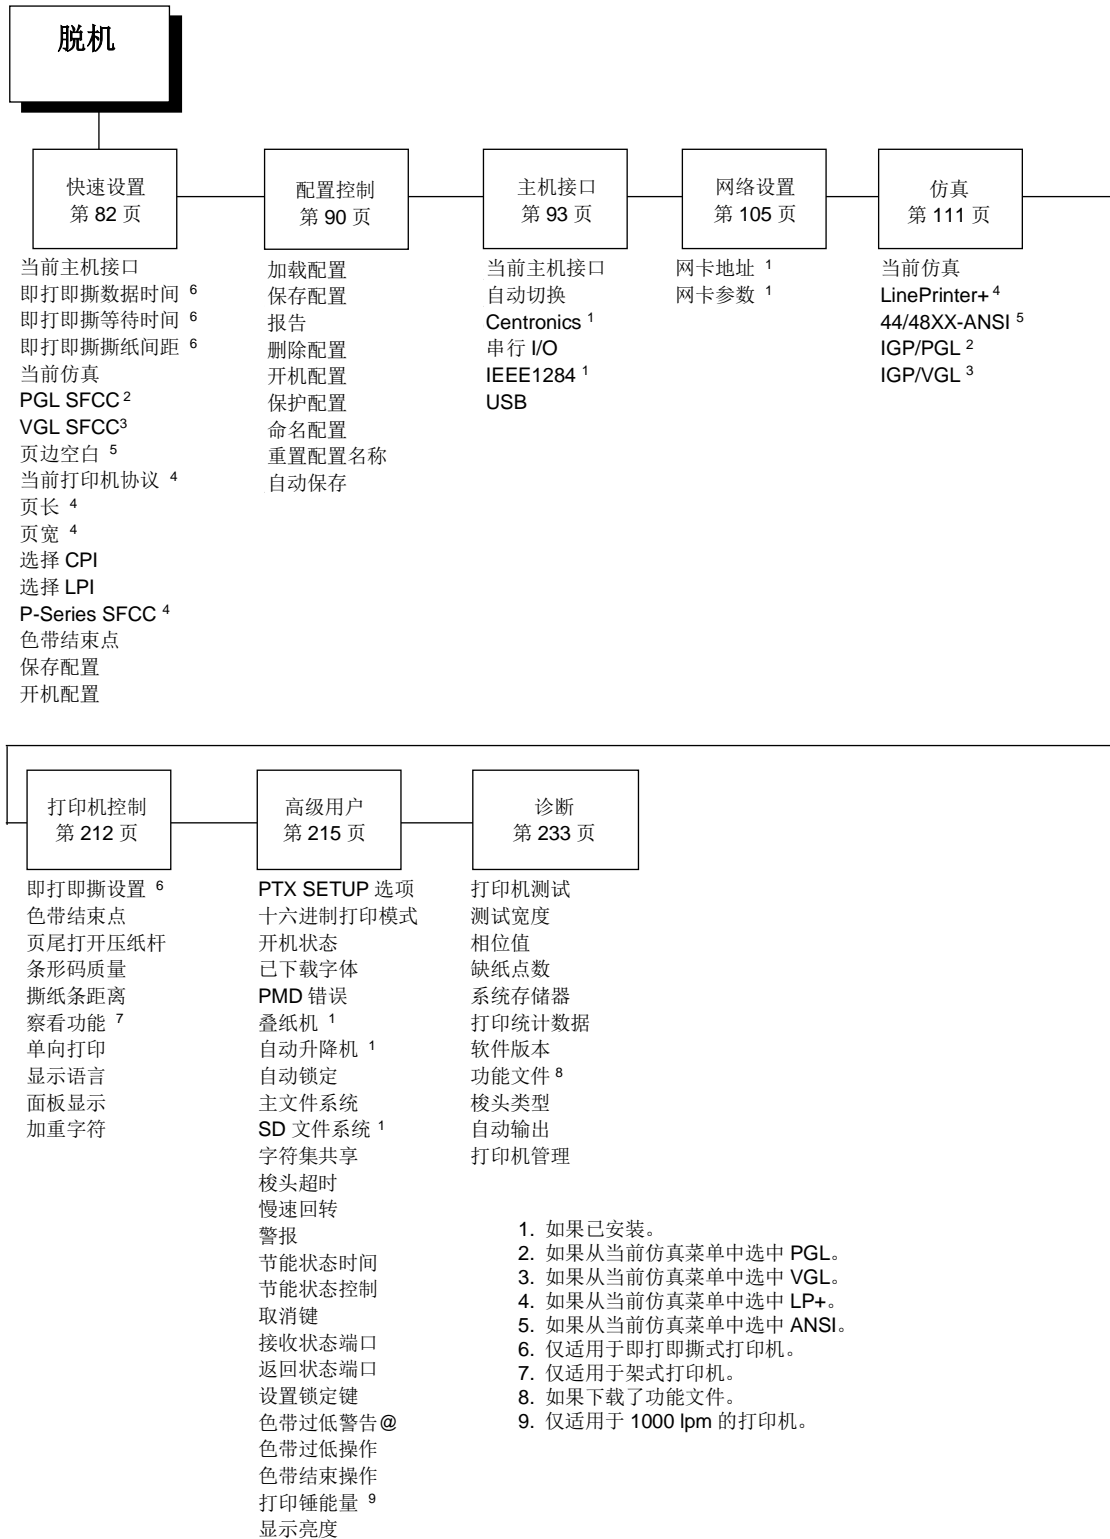 脱机
快速设置
第 82 页
当前主机接口
即打即撕数据时间 6
即打即撕等待时间 6
即打即撕撕纸间距 6
当前仿真
PGL SFCC 2
VGL SFCC3
页边空白 5
当前打印机协议 4
页长 4
页宽 4
选择 CPI
选择 LPI
P-Series SFCC 4
色带结束点
保存配置
开机配置
配置控制
第 90 页
加载配置
保存配置
报告
删除配置
开机配置
保护配置
命名配置
重置配置名称
自动保存
主机接口
第 93 页
当前主机接口
自动切换
Centronics 1
串行 I/O
IEEE1284 1
USB
网络设置
第 105 页
网卡地址 1
网卡参数 1
仿真
第 111 页
当前仿真
LinePrinter+ 4
44/48XX-ANSI 5
IGP/PGL 2
IGP/VGL 3
打印机控制
第 212 页
即打即撕设置 6
色带结束点
页尾打开压纸杆
条形码质量
撕纸条距离
察看功能 7
单向打印
显示语言
面板显示
加重字符
高级用户
第 215 页
PTX SETUP 选项
十六进制打印模式
开机状态
已下载字体
PMD 错误
叠纸机 1
自动升降机 1
自动锁定
主文件系统
SD 文件系统 1
字符集共享
梭头超时
慢速回转
警报
节能状态时间
节能状态控制
取消键
接收状态端口
返回状态端口
设置锁定键
色带过低警告@
色带过低操作
色带结束操作
打印锤能量 9
显示亮度
诊断
第 233 页
打印机测试
测试宽度
相位值
缺纸点数
系统存储器
打印统计数据
软件版本
功能文件 8
梭头类型
自动输出
打印机管理
1. 如果已安装。
2. 如果从当前仿真菜单中选中 PGL。
3. 如果从当前仿真菜单中选中 VGL。
4. 如果从当前仿真菜单中选中 LP+。
5. 如果从当前仿真菜单中选中 ANSI。
6. 仅适用于即打即撕式打印机。
7. 仅适用于架式打印机。
8. 如果下载了功能文件。
9. 仅适用于 1000 lpm 的打印机。